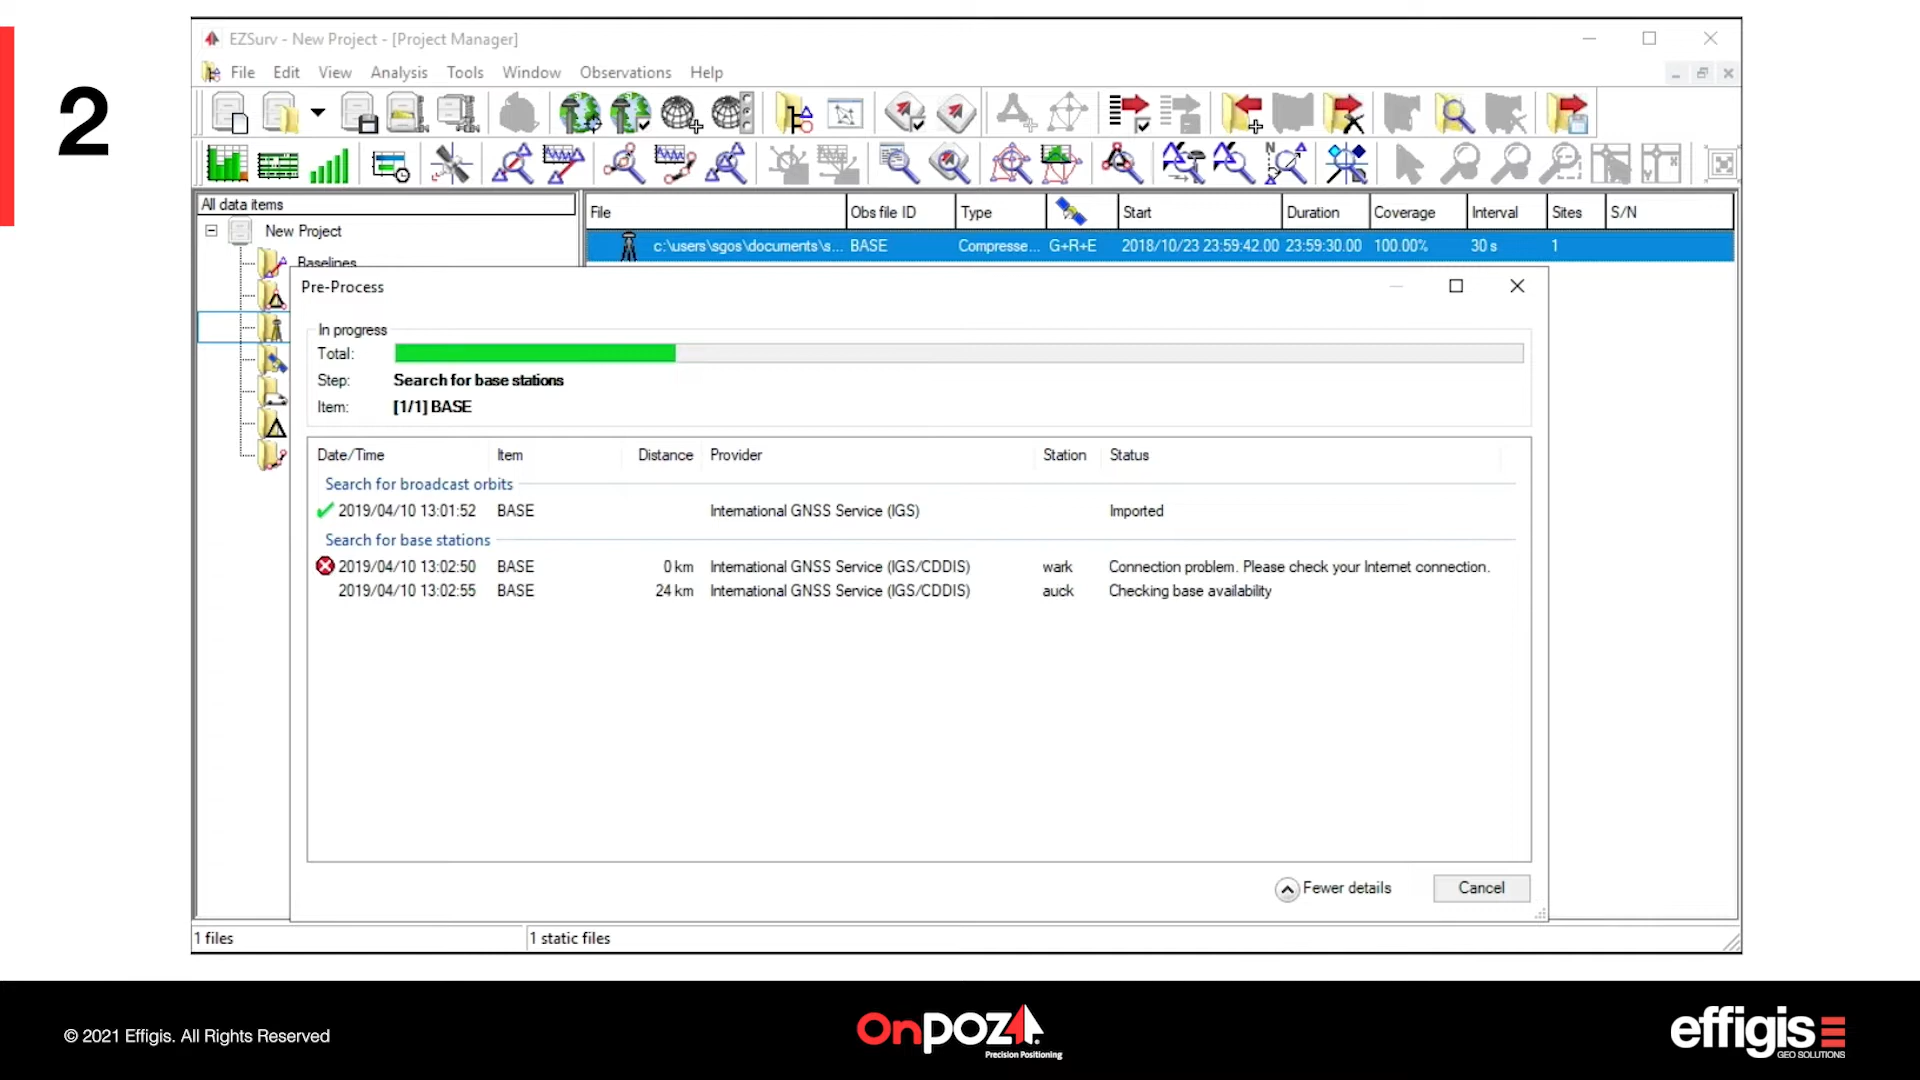 2
EZSurv - New Project - [Project Manager]
File Edit View Analysis Tools Window Observations Help
All data items
New Project
Baselines
File Obs file ID Type Start Duration Coverage Interval Sites S/N
c:\users\sgos\documents\s... BASE Compresse... G+R+E 2018/10/23 23:59:42.00 23:59:30.00 100.00% 30 s 1
Pre-Process
In progress
Total:
Step: Search for base stations
Item: [1/1] BASE
Date/Time Item Distance Provider Station Status
Search for broadcast orbits
2019/04/10 13:01:52 BASE International GNSS Service (IGS) Imported
Search for base stations
2019/04/10 13:02:50 BASE 0 km International GNSS Service (IGS/CDDIS) wark Connection problem. Please check your Internet connection.
2019/04/10 13:02:55 BASE 24 km International GNSS Service (IGS/CDDIS) auck Checking base availability
Fewer details Cancel
1 files 1 static files
© 2021 Effigis. All Rights Reserved
Onpoz
Precision Positioning
effigis
GEO SOLUTIONS